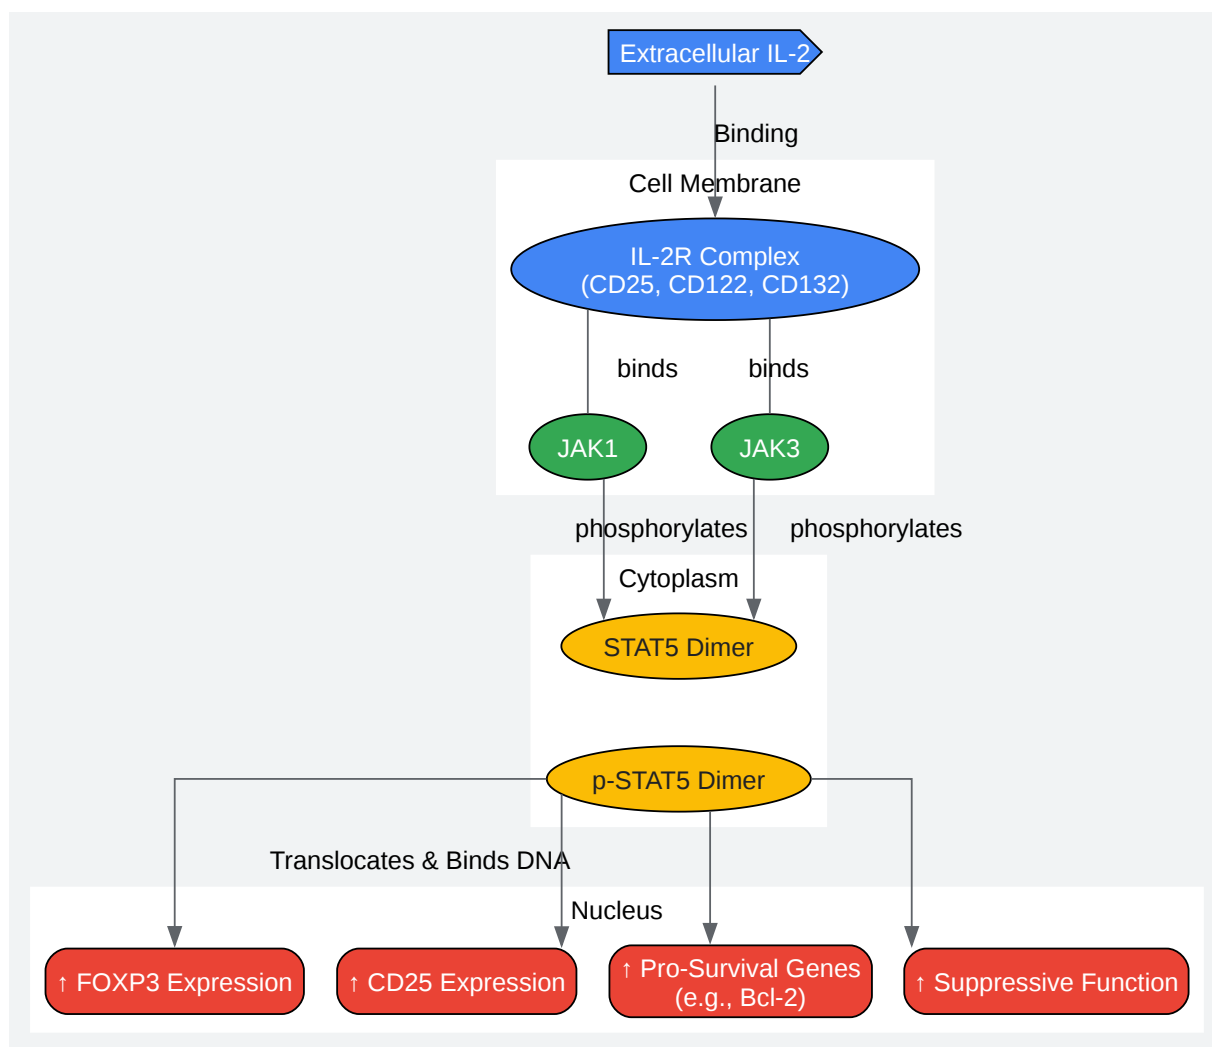 Extracellular IL-2
Binding
Cell Membrane
IL-2R Complex
(CD25, CD122, CD132)
binds
binds
JAK1
JAK3
phosphorylates
phosphorylates
Cytoplasm
STAT5 Dimer
p-STAT5 Dimer
Translocates & Binds DNA
Nucleus
↑ FOXP3 Expression
↑ CD25 Expression
↑ Pro-Survival Genes
(e.g., Bcl-2)
↑ Suppressive Function